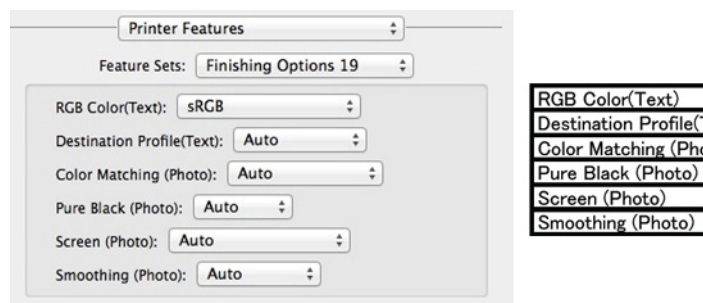 Printer Features
Feature Sets: Finishing Options 19
RGB Color(Text): sRGB
Destination Profile(Text): Auto
Color Matching (Photo): Auto
Pure Black (Photo): Auto
Screen (Photo): Auto
Smoothing (Photo): Auto
RGB Color(Text)
Destination Profile(
Color Matching (Pho
Pure Black (Photo)
Screen (Photo)
Smoothing (Photo)